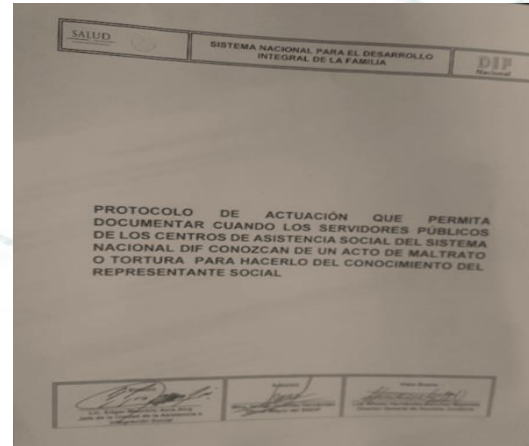 SALUD
SISTEMA NACIONAL PARA EL DESARROLLO
INTEGRAL DE LA FAMILIA
DIF
Nacional
PROTOCOLO DE ACTUACIÓN QUE PERMITA
DOCUMENTAR CUANDO LOS SERVIDORES PÚBLICOS
DE LOS CENTROS DE ASISTENCIA SOCIAL DEL SISTEMA
NACIONAL DIF CONOZCAN DE UN ACTO DE MALTRATO
O TORTURA PARA HACERLO DEL CONOCIMIENTO DEL
REPRESENTANTE SOCIAL